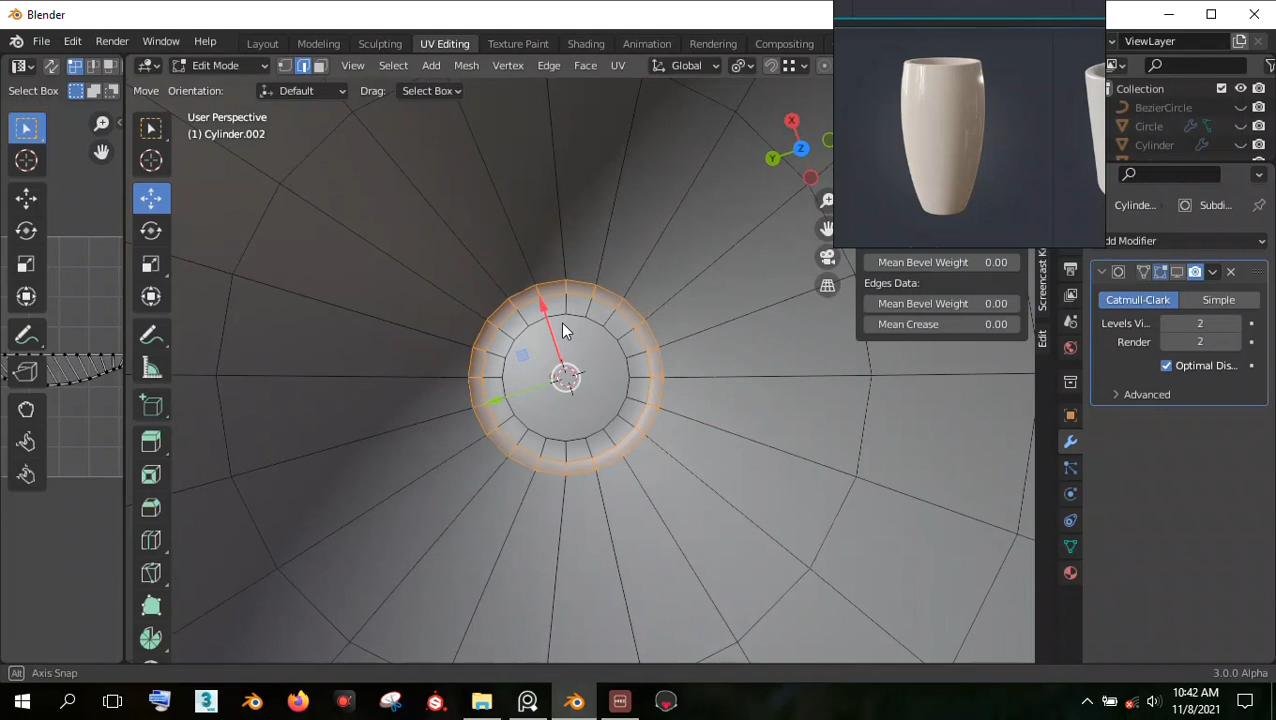 Blender
File Edit Render Window Help
Layout Modeling Sculpting UV Editing Texture Paint Shading Animation Rendering Compositing
ViewLayer
Edit Mode
View Select Add Mesh Vertex Edge Face UV
Global
Select Box
Move Orientation: Default Drag: Select Box
Collection
BezierCircle
Circle
Cylinder
User Perspective
(1) Cylinder.002
X
Y
Z
Cylinde...
Subdi...
Add Modifier
Mean Bevel Weight 0.00
Edges Data:
Mean Bevel Weight 0.00
Mean Crease 0.00
Screencast K
Edit
Catmull-Clark Simple
Levels Vi... 2
Render 2
Optimal Dis...
Advanced
Alt Axis Snap
3.0.0 Alpha
10:42 AM
11/8/2021